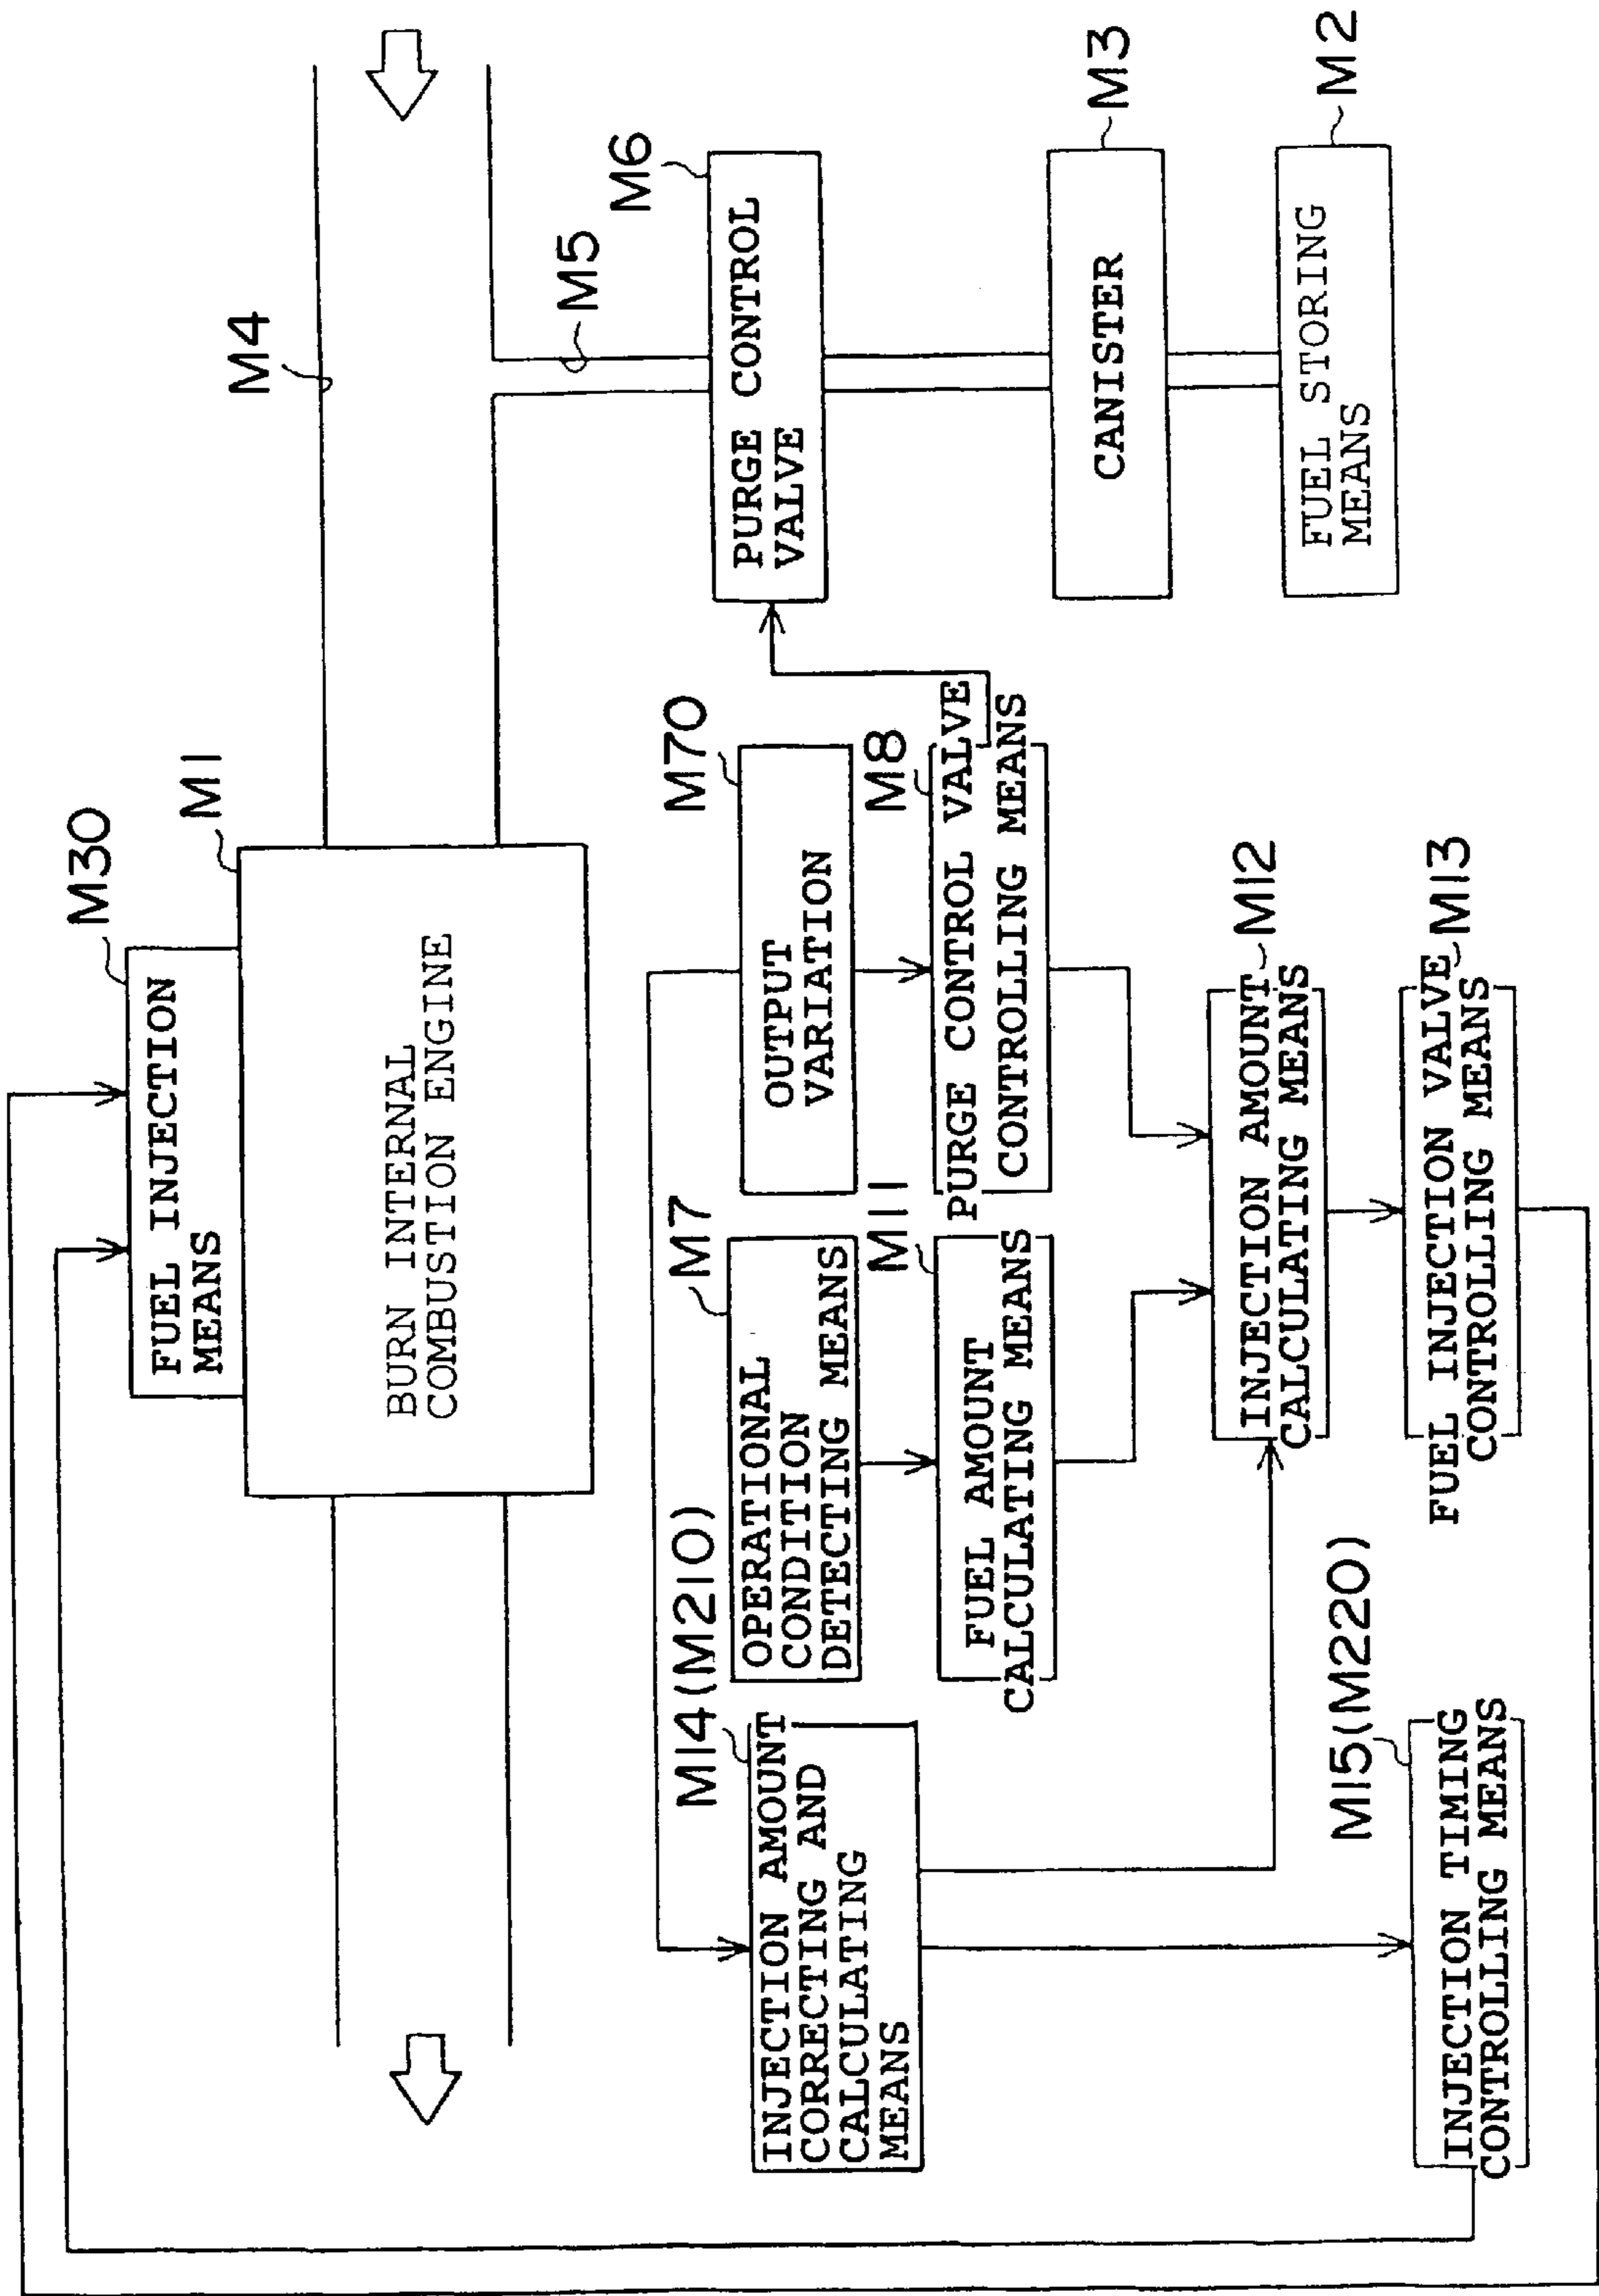 M30
FUEL INJECTION
MEANS
M1
BURN INTERNAL
COMBUSTION ENGINE
M4
M5
M6
PURGE CONTROL
VALVE
M3
CANISTER
M2
FUEL STORING
MEANS
M14(M210)
INJECTION AMOUNT
CORRECTING AND
CALCULATING
MEANS
M7
OPERATIONAL
CONDITION
DETECTING MEANS
M70
OUTPUT
VARIATION
M11
FUEL AMOUNT
CALCULATING MEANS
M8
PURGE CONTROL VALVE
CONTROLLING MEANS
M12
INJECTION AMOUNT
CALCULATING MEANS
M15(M220)
INJECTION TIMING
CONTROLLING MEANS
M13
FUEL INJECTION VALVE
CONTROLLING MEANS